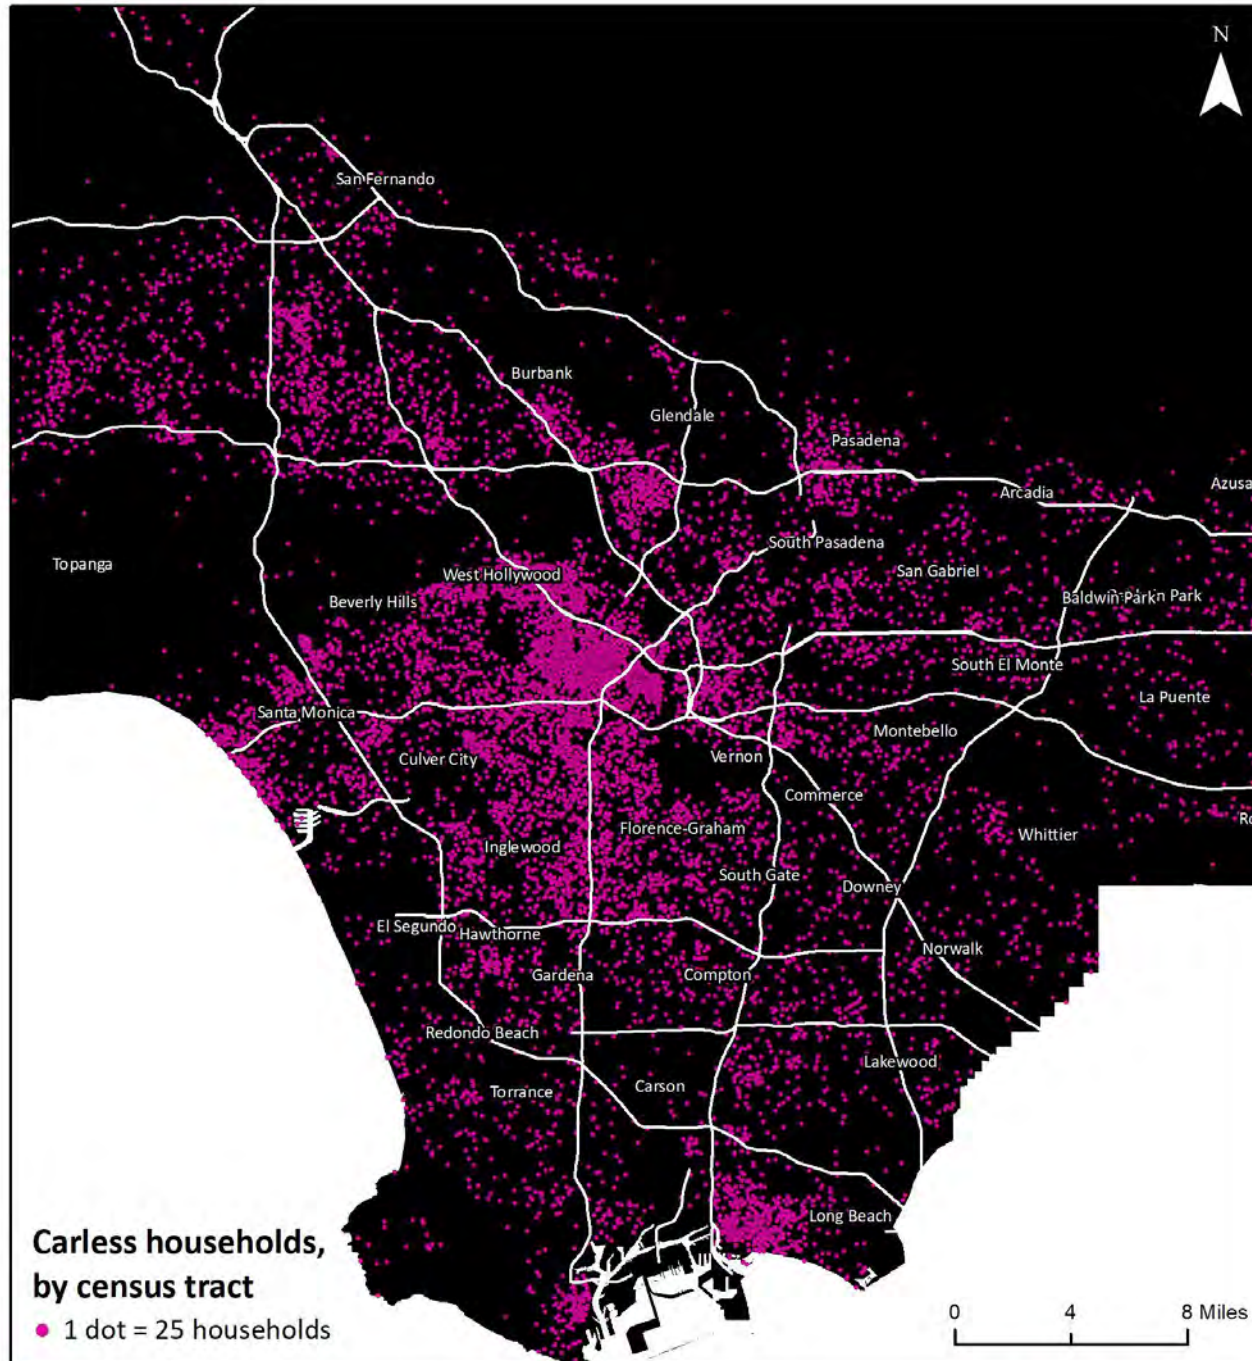 N
San Fernando
Burbank
Glendale
Pasadena
Arcadia
Azusa
South Pasadena
Topanga
West Hollywood
San Gabriel
Beverly Hills
Baldwin Park
n Park
South El Monte
La Puente
Santa Monica
Montebello
Culver City
Vernon
Commerce
Florence-Graham
Ro
Whittier
Inglewood
South Gate
Downey
El Segundo
Hawthorne
Norwalk
Gardena
Compton
Redondo Beach
Lakewood
Torrance
Carson
Long Beach
Carless households,
by census tract
1 dot = 25 households
0 4 8 Miles